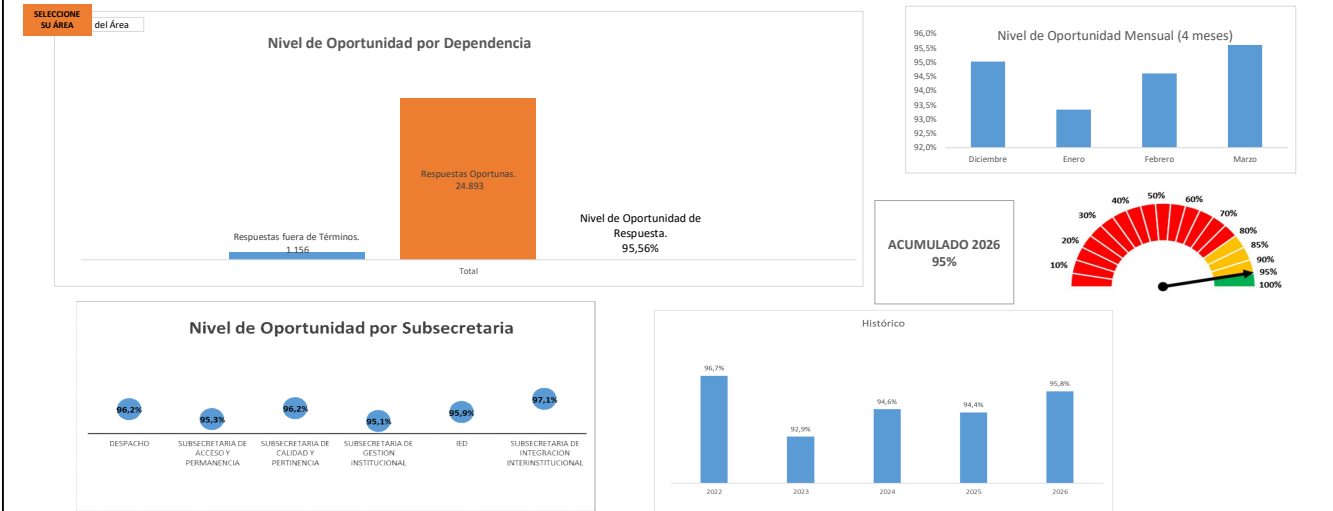 SELECCIONE
SU ÁREA
del Área
Nivel de Oportunidad por Dependencia
Respuestas Oportunas.
24.893
Respuestas fuera de Términos.
1.156
Nivel de Oportunidad de
Respuesta.
95,56%
Total
Nivel de Oportunidad Mensual (4 meses)
96,0%
95,5%
95,0%
94,5%
94,0%
93,5%
93,0%
92,5%
92,0%
Diciembre
Enero
Febrero
Marzo
ACUMULADO 2026
95%
10%
20%
30%
40%
50%
60%
70%
80%
85%
90%
95%
100%
Nivel de Oportunidad por Subsecretaria
96,2%
95,3%
96,2%
95,1%
95,9%
97,1%
DESPACHO
SUBSECRETARIA DE
ACCESO Y
PERMANENCIA
SUBSECRETARIA DE
CALIDAD Y
PERTINENCIA
SUBSECRETARIA DE
GESTION
INSTITUCIONAL
IED
SUBSECRETARIA DE
INTEGRACION
INTERINSTITUCIONAL
Histórico
96,7%
92,9%
94,6%
94,4%
95,8%
2022
2023
2024
2025
2026